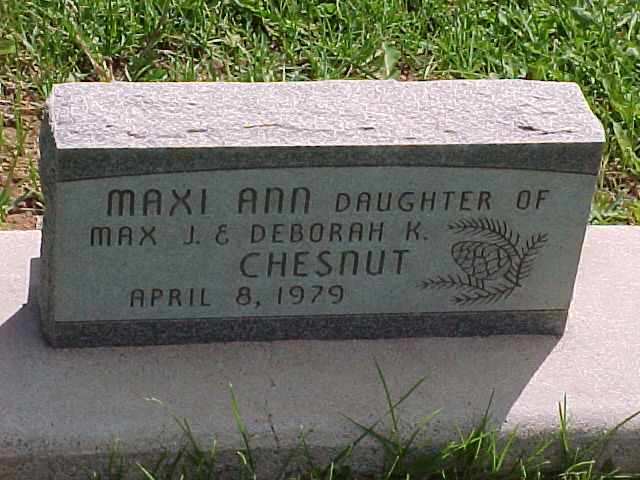 MAXI ANN DAUGHTER OF
MAX J. & DEBORAH K.
CHESNUT
APRIL 8, 1979